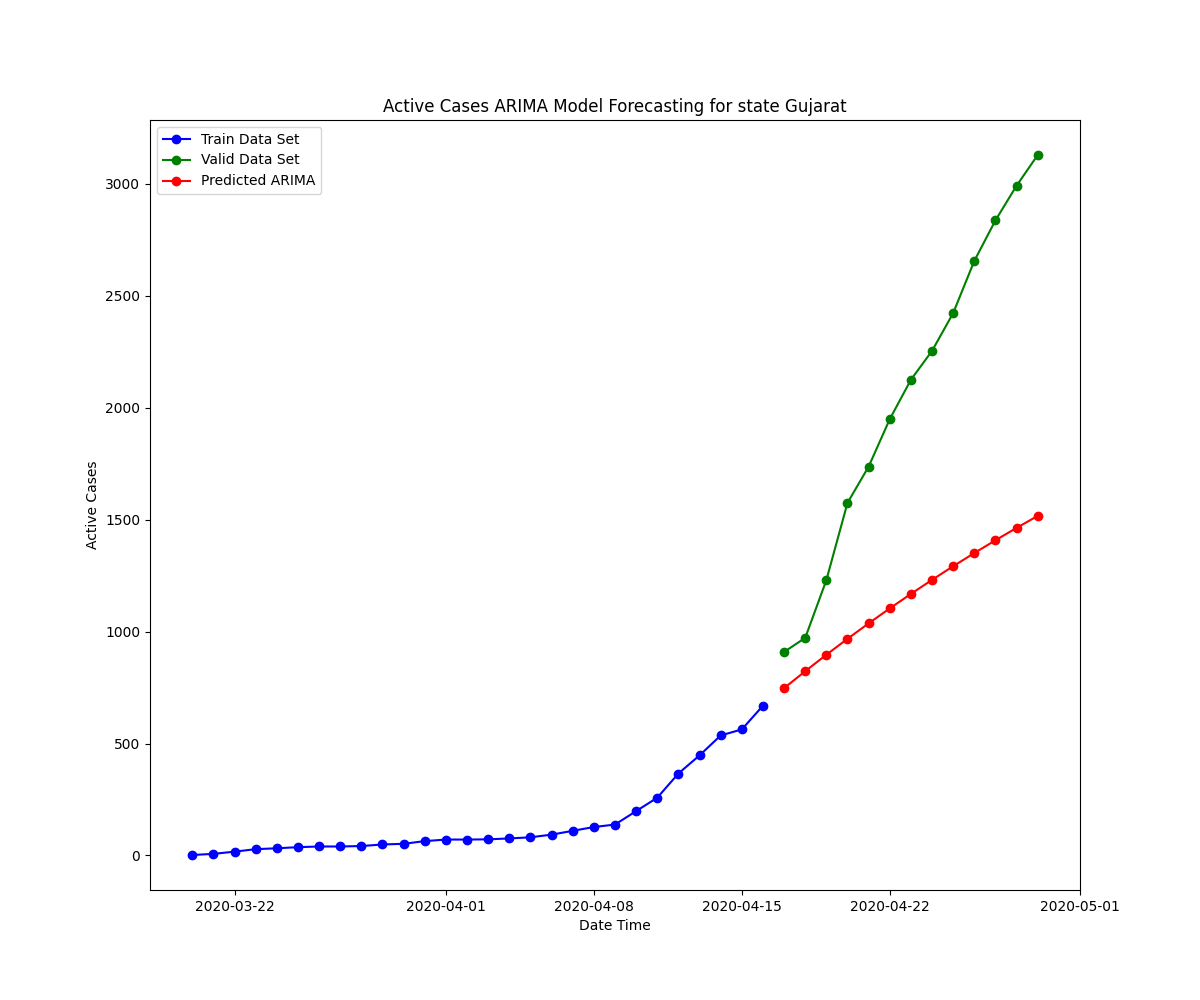 Active Cases ARIMA Model Forecasting for state Gujarat
Train Data Set
Valid Data Set
Predicted ARIMA
3000
2500
2000
1500
1000
500
0
Active Cases
2020-03-22
2020-04-01
2020-04-08
2020-04-15
2020-04-22
2020-05-01
Date Time